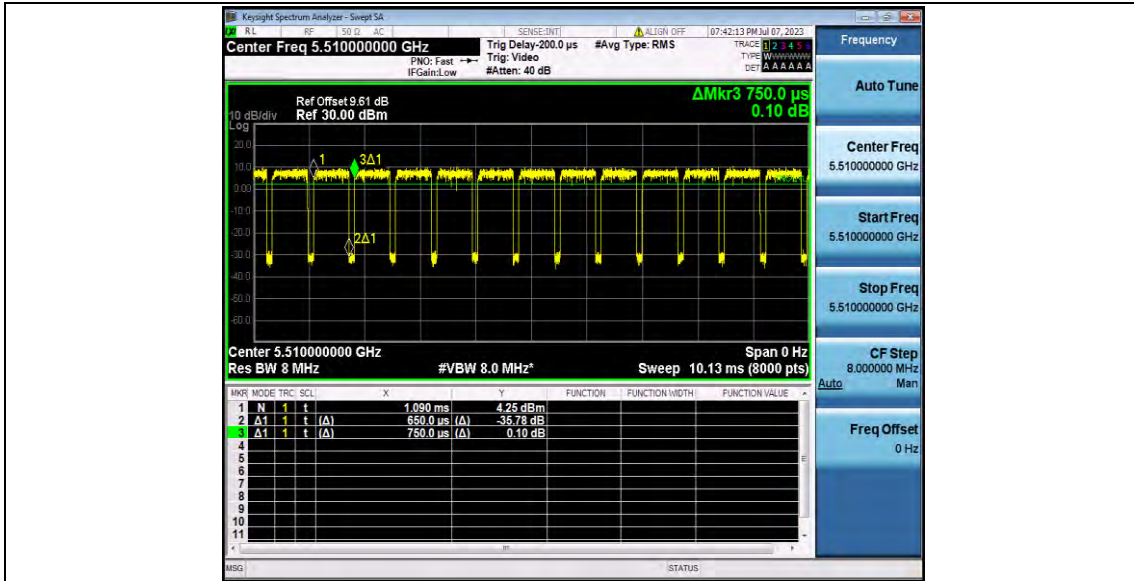 Keysight Spectrum Analyzer - Swept SA
RL RF 50 Ω AC SENSE:INT ALIGN OFF 07:42:13 PM Jul 07, 2023
Center Freq 5.510000000 GHz
Trig Delay-200.0 µs #Avg Type: RMS
PNO: Fast Trig: Video
IFGain:Low #Atten: 40 dB
TRACE 1 2 3 4 5 6
TYPE W
DET A A A A A A
Frequency
ΔMkr3 750.0 µs
0.10 dB
Ref Offset 9.61 dB
10 dB/div Ref 30.00 dBm
Log
20.0
10.0
0.00
-10.0
-20.0
-30.0
-40.0
-50.0
-60.0
1
3Δ1
2Δ1
Center 5.510000000 GHz Span 0 Hz
Res BW 8 MHz #VBW 8.0 MHz* Sweep 10.13 ms (8000 pts)
MKR MODE TRC SCL X Y FUNCTION FUNCTION WIDTH FUNCTION VALUE
1 N 1 t 1.090 ms 4.25 dBm
2 Δ1 1 t (Δ) 650.0 µs (Δ) -35.78 dB
3 Δ1 1 t (Δ) 750.0 µs (Δ) 0.10 dB
4
5
6
7
8
9
10
11
MSG STATUS
Auto Tune
Center Freq
5.510000000 GHz
Start Freq
5.510000000 GHz
Stop Freq
5.510000000 GHz
CF Step
8.000000 MHz
Auto Man
Freq Offset
0 Hz